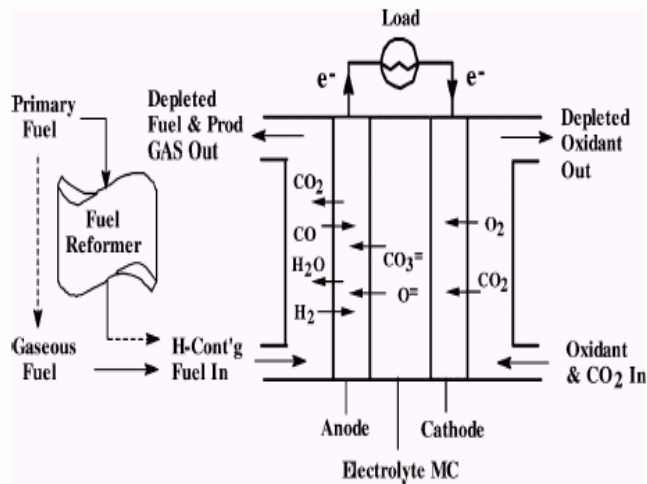 Load
e-
e-
Primary
Fuel
Depleted
Fuel & Prod
GAS Out
Depleted
Oxidant
Out
Fuel
Reformer
CO2
CO
H2O
H2
CO3=
O=
O2
CO2
Gaseous
Fuel
H-Cont'g
Fuel In
Oxidant
& CO2 In
Anode
Cathode
Electrolyte MC